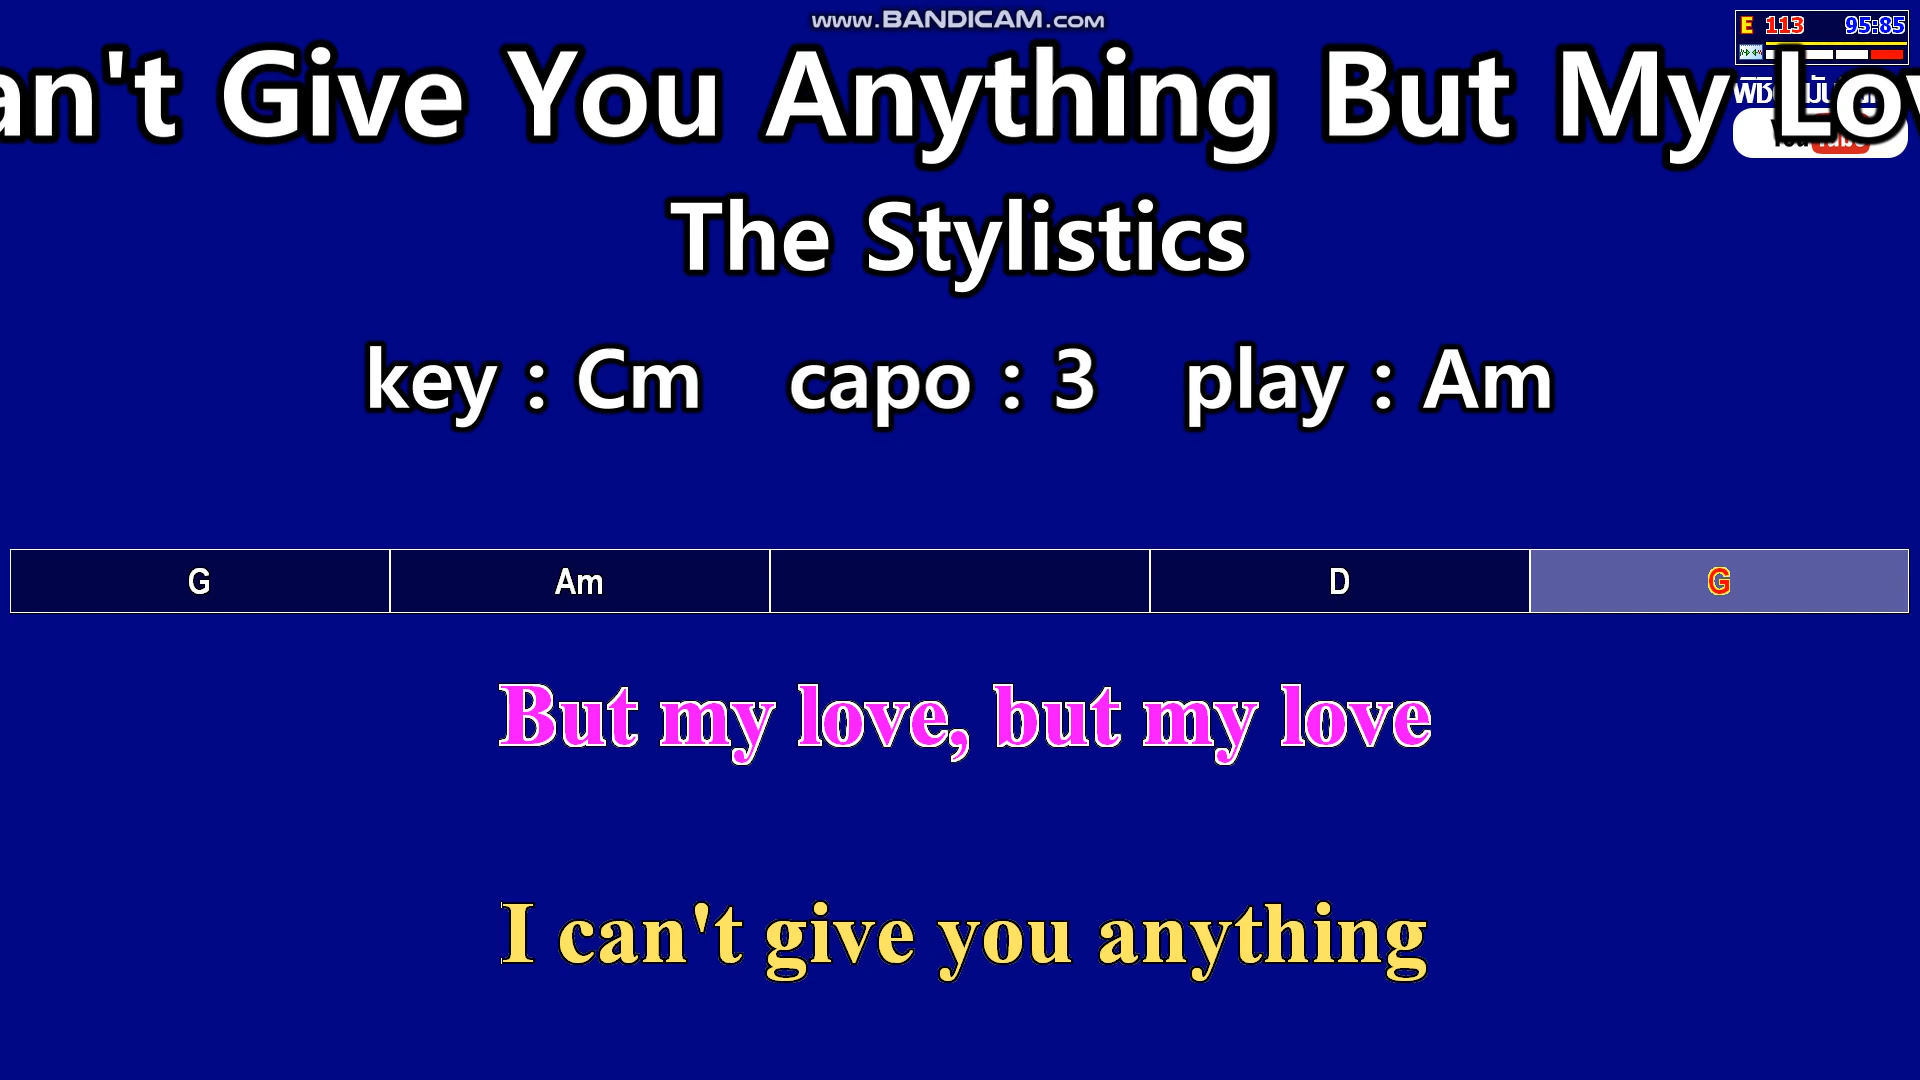 www.BANDICAM.com
E 113 95:85
an't Give You Anything But My Lov
The Stylistics
key : Cm capo : 3 play : Am
G Am D G
But my love, but my love
I can't give you anything